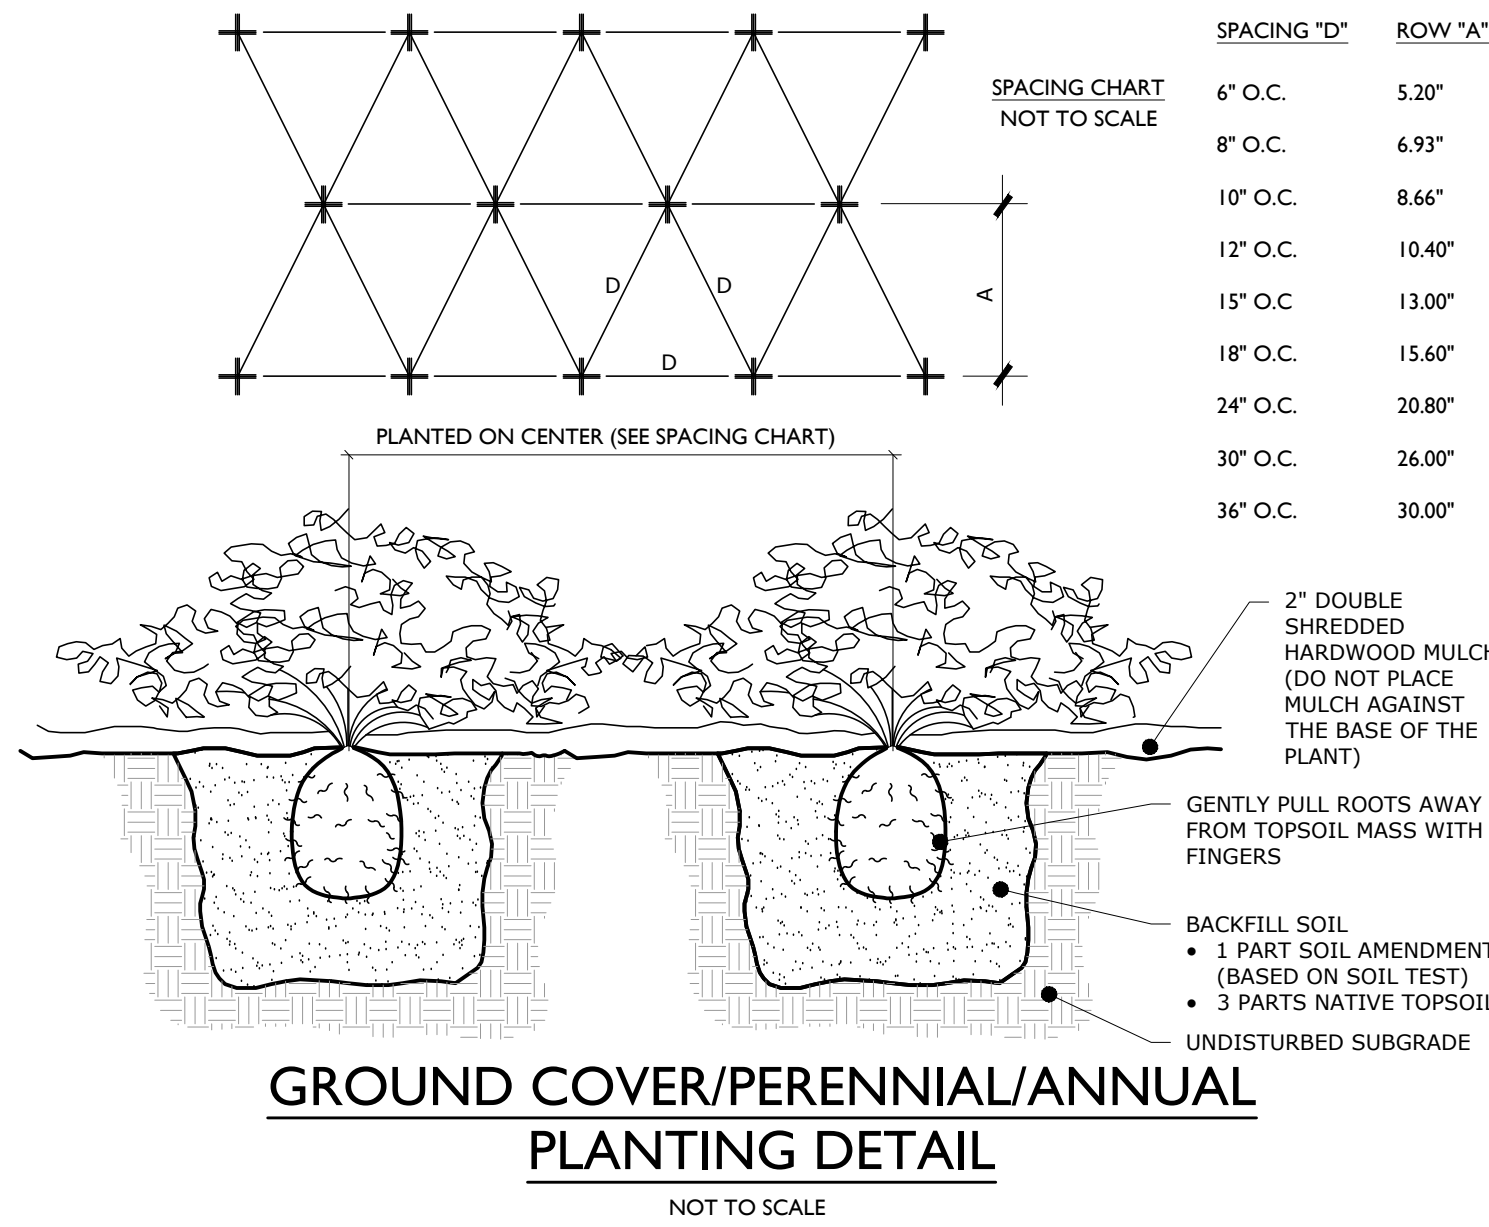 SPACING "D" ROW "A"
SPACING CHART
NOT TO SCALE
6" O.C. 5.20"
8" O.C. 6.93"
10" O.C. 8.66"
12" O.C. 10.40"
15" O.C 13.00"
18" O.C. 15.60"
24" O.C. 20.80"
30" O.C. 26.00"
36" O.C. 30.00"
D D
D
A
PLANTED ON CENTER (SEE SPACING CHART)
2" DOUBLE
SHREDDED
HARDWOOD MULCH
(DO NOT PLACE
MULCH AGAINST
THE BASE OF THE
PLANT)
GENTLY PULL ROOTS AWAY
FROM TOPSOIL MASS WITH
FINGERS
BACKFILL SOIL
• 1 PART SOIL AMENDMENT
(BASED ON SOIL TEST)
• 3 PARTS NATIVE TOPSOIL
UNDISTURBED SUBGRADE
GROUND COVER/PERENNIAL/ANNUAL
PLANTING DETAIL
NOT TO SCALE